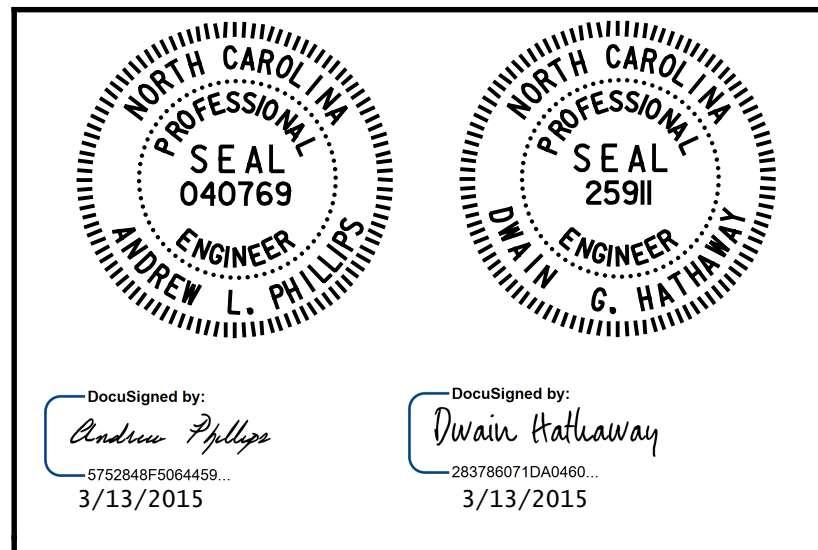 NORTH CAROLINA
PROFESSIONAL
SEAL
040769
ENGINEER
ANDREW L. PHILLIPS
NORTH CAROLINA
PROFESSIONAL
SEAL
25911
ENGINEER
DWAIN G. HATHAWAY
DocuSigned by:
Andrew Phillips
5752848F5064459...
3/13/2015
DocuSigned by:
Dwain Hathaway
283786071DA0460...
3/13/2015